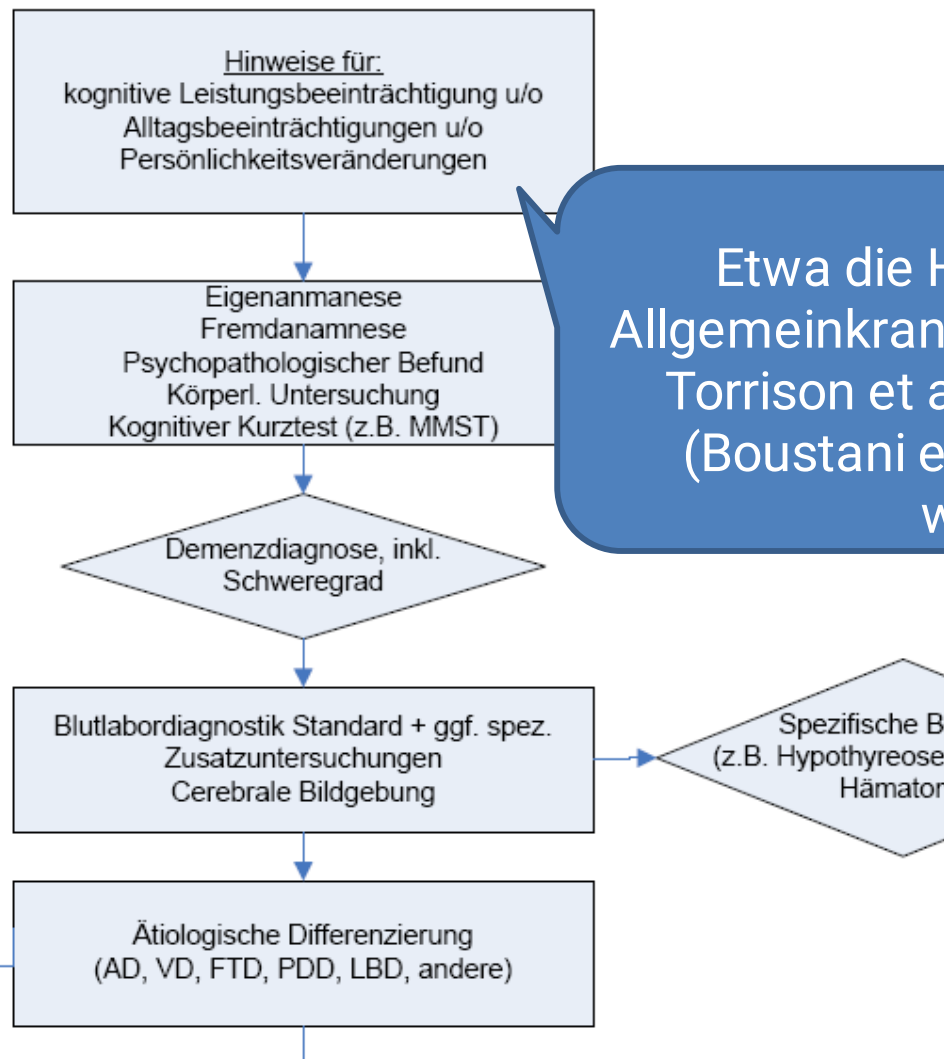 Hinweise für:
kognitive Leistungsbeeinträchtigung u/o
Alltagsbeeinträchtigungen u/o
Persönlichkeitsveränderungen
Etwa die
Allgemeinkran
Torrison et a
(Boustani e
w
Eigenanmanese
Fremdanamnese
Psychopathologischer Befund
Körperl. Untersuchung
Kognitiver Kurztest (z.B. MMST)
Demenzdiagnose, inkl.
Schweregrad
Blutlabordiagnostik Standard + ggf. spez.
Zusatzuntersuchungen
Cerebrale Bildgebung
Spezifische B
(z.B. Hypothyreose
Hämato
Ätiologische Differenzierung
(AD, VD, FTD, PDD, LBD, andere)